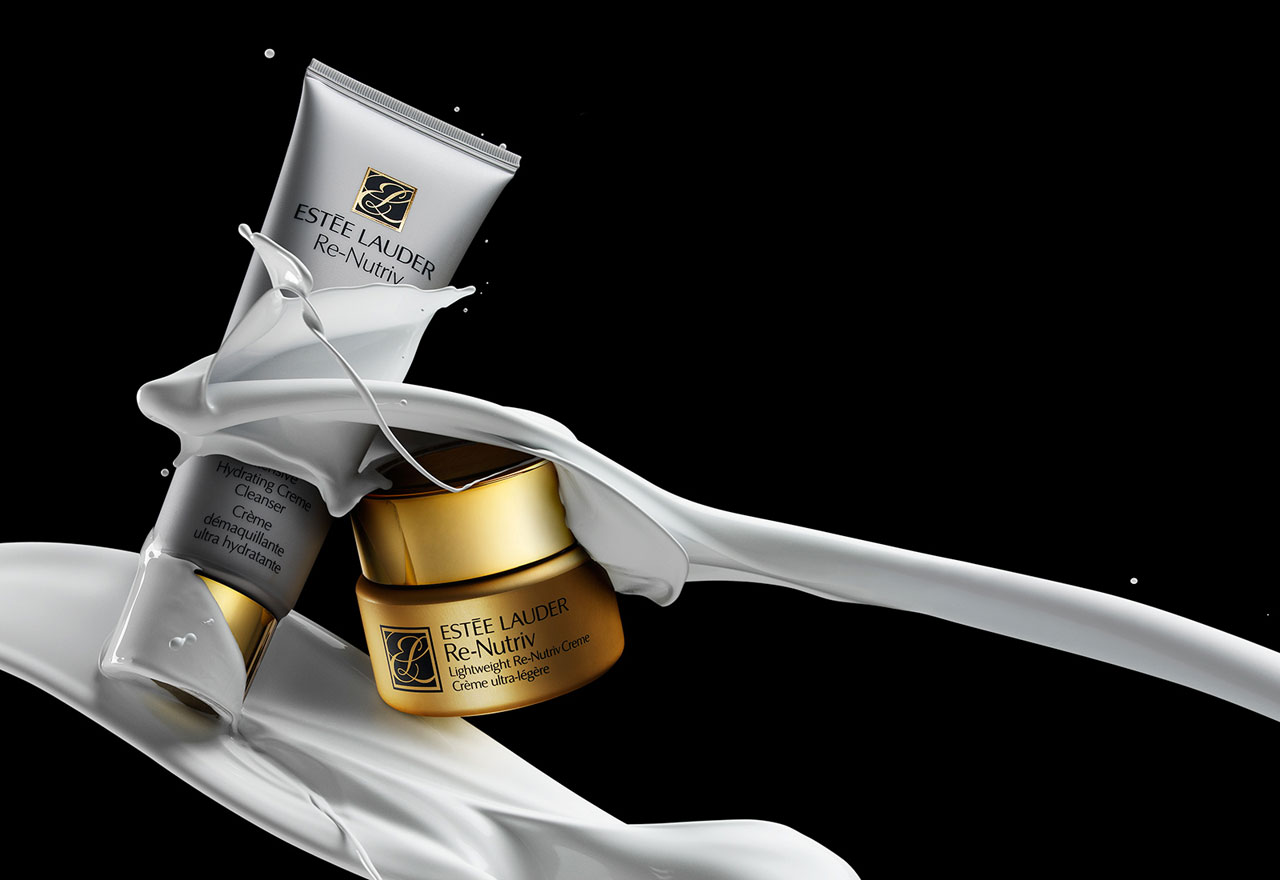 ESTĒE LAUDER
Re-Nutriv
Hydrating Creme
Cleanser
Crème
démaquillante
ultra hydratante
ESTĒE LAUDER
Re-Nutriv
Lightweight Re-Nutriv Creme
Crème ultra-légère